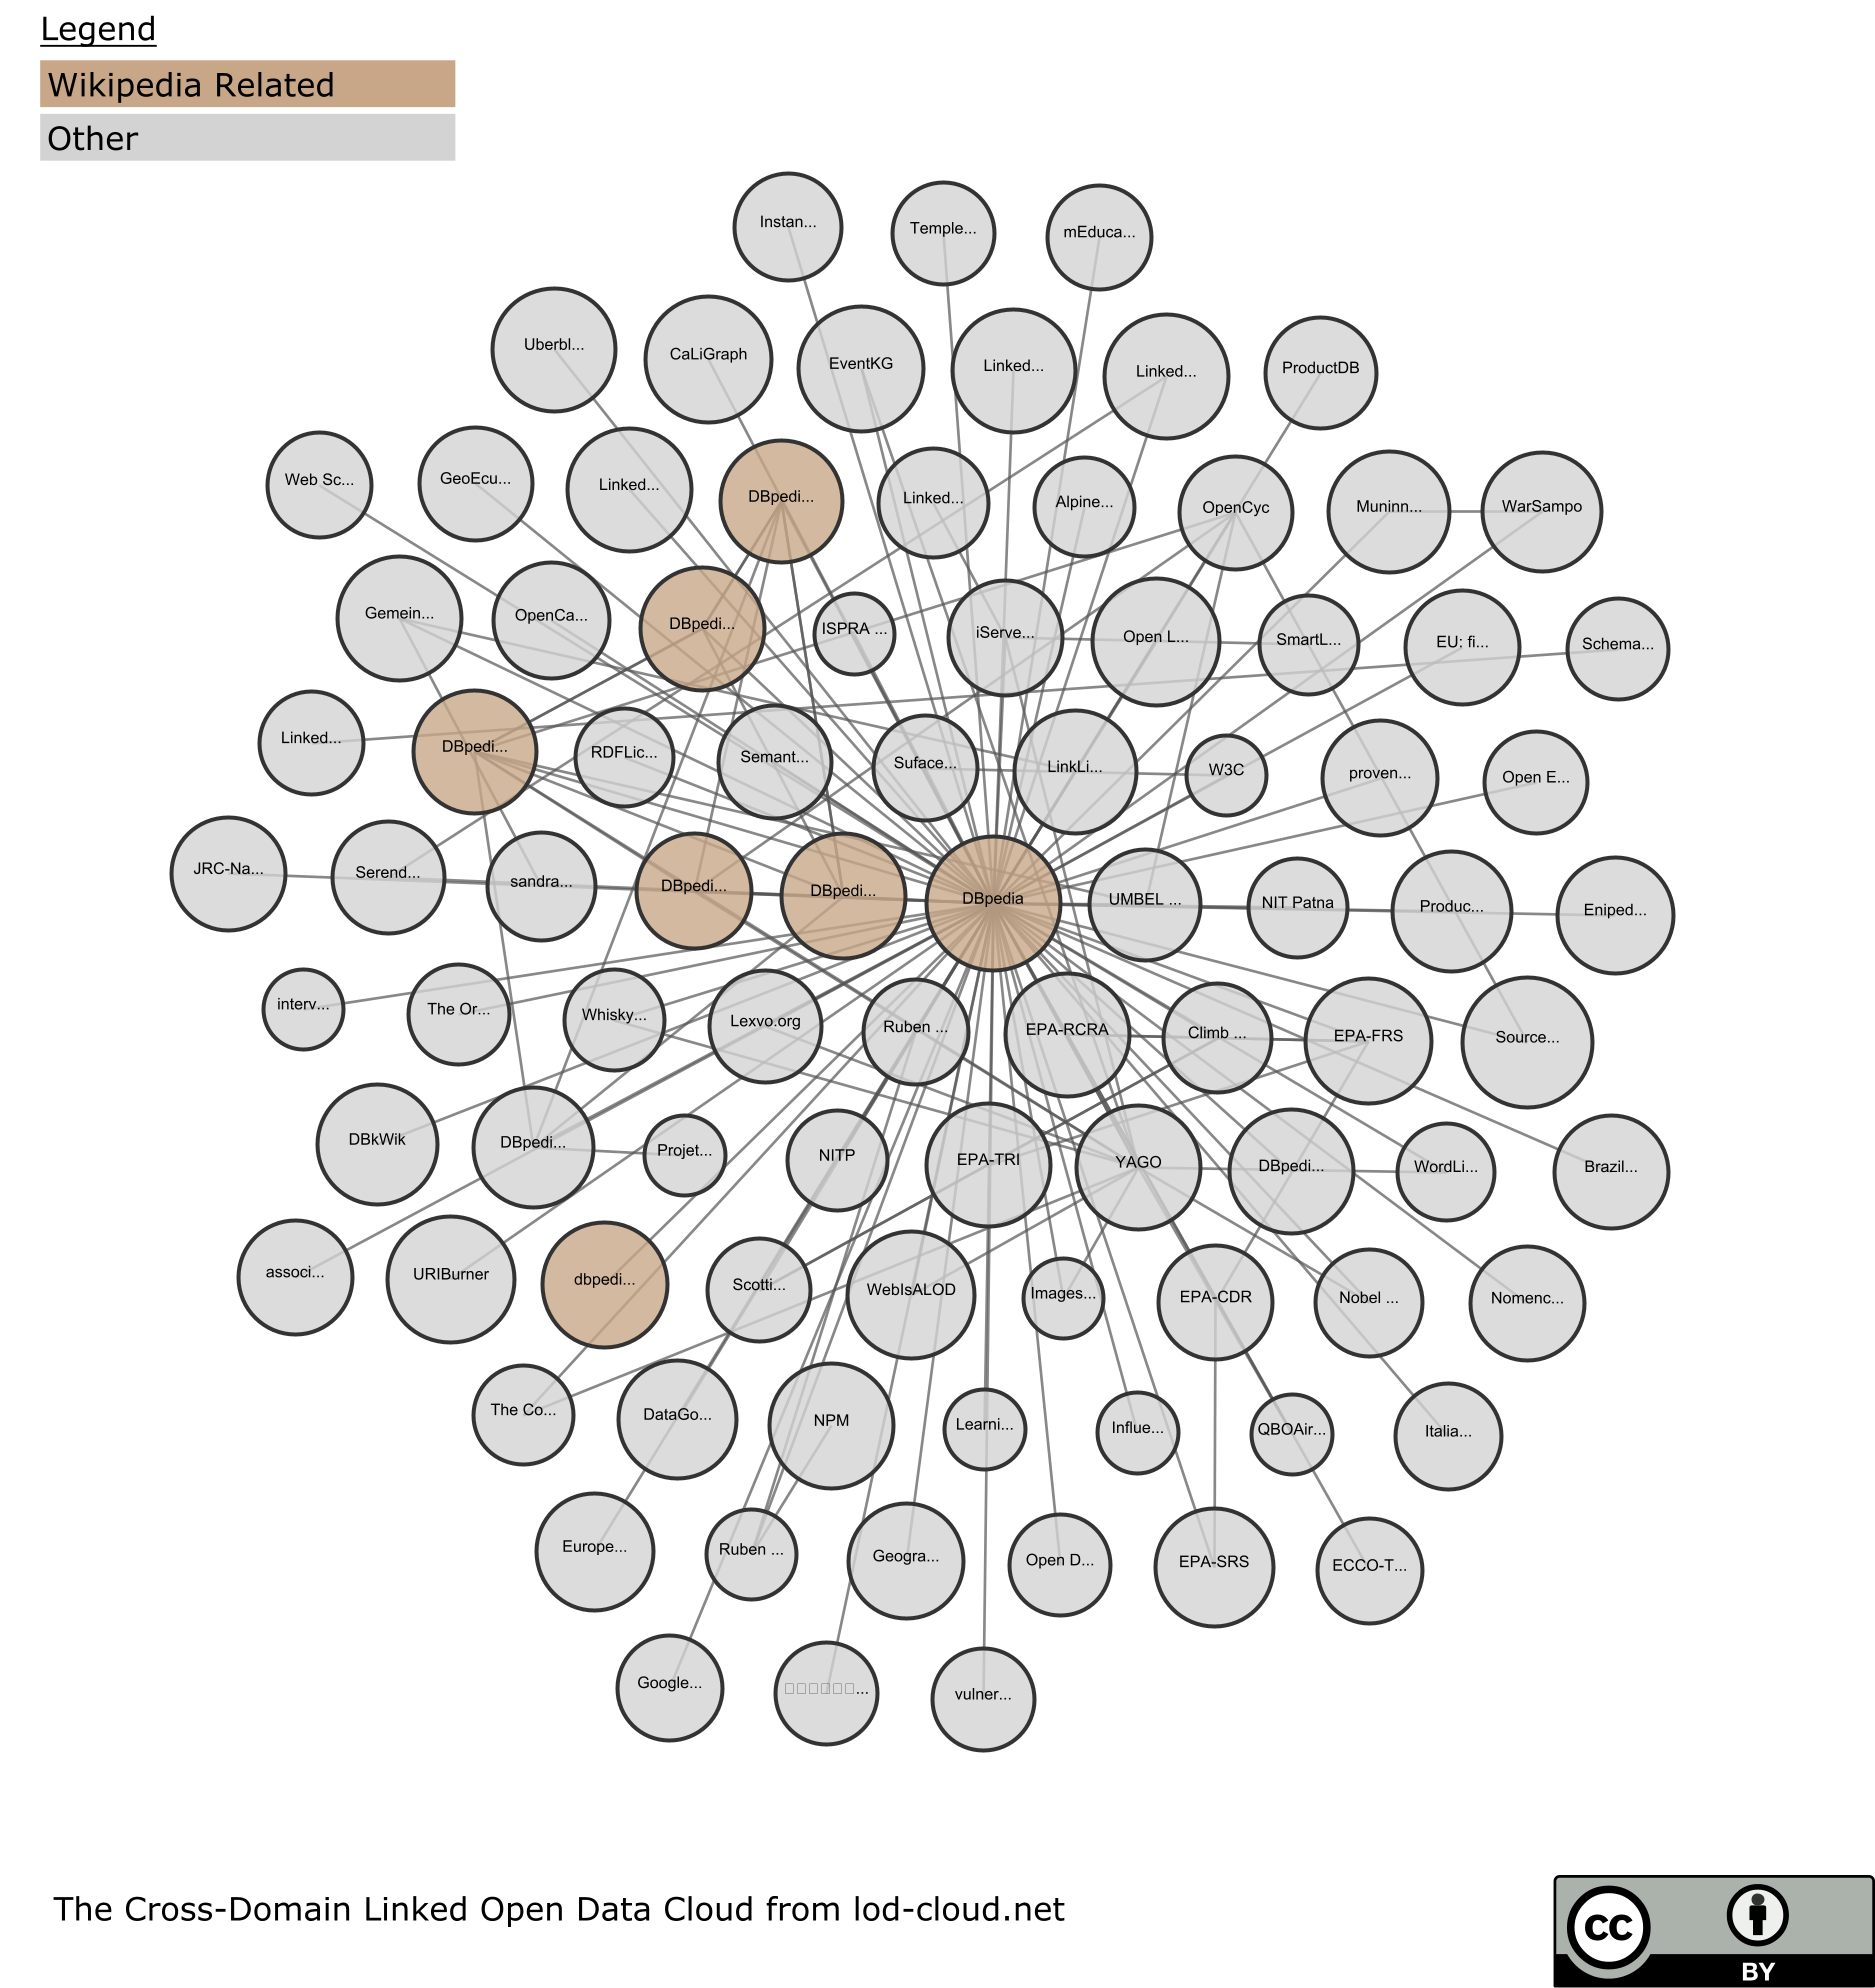 Legend
Wikipedia Related
Other
Instan...
Temple...
mEduca...
Uberbl...
CaLiGraph
EventKG
Linked...
Linked...
ProductDB
Web Sc...
GeoEcu...
Linked...
DBpedi...
Linked...
Alpine...
OpenCyc
Muninn...
WarSampo
Gemein...
OpenCa...
DBpedi...
ISPRA ...
iServe...
Open L...
SmartL...
EU: fi...
Schema...
Linked...
DBpedi...
RDFLic...
Semant...
Suface...
LinkLi...
W3C
proven...
Open E...
JRC-Na...
Serend...
sandra...
DBpedi...
DBpedi...
DBpedia
UMBEL ...
NIT Patna
Produc...
Eniped...
interv...
The Or...
Whisky...
Lexvo.org
Ruben ...
EPA-RCRA
Climb ...
EPA-FRS
Source...
DBkWik
DBpedi...
Projet...
NITP
EPA-TRI
YAGO
DBpedi...
WordLi...
Brazil...
associ...
URIBurner
dbpedi...
Scotti...
WebIsALOD
Images...
EPA-CDR
Nobel ...
Nomenc...
The Co...
DataGo...
NPM
Learni...
Influe...
QBOAir...
Italia...
Europe...
Ruben ...
Geogra...
Open D...
EPA-SRS
ECCO-T...
Google...
vulner...
The Cross-Domain Linked Open Data Cloud from lod-cloud.net
cc
BY